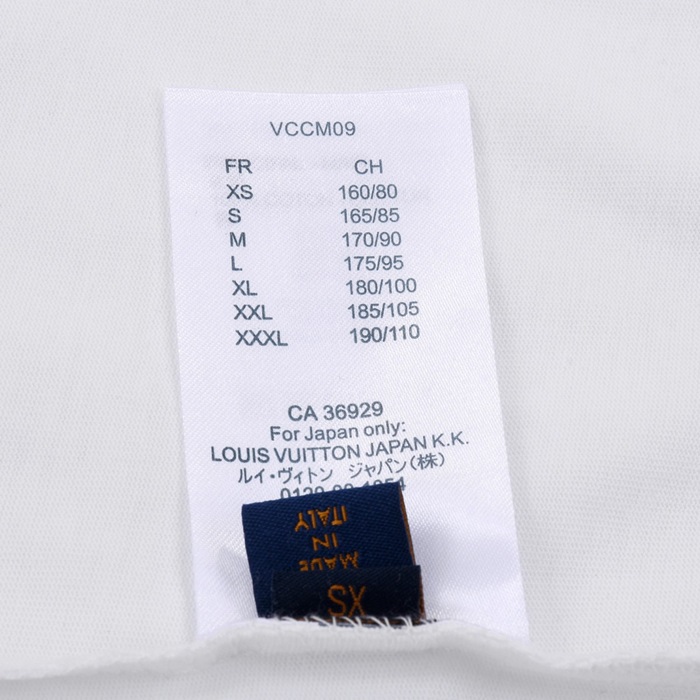 VCCM09
FR CH
XS 160/80
S 165/85
M 170/90
L 175/95
XL 180/100
XXL 185/105
XXXL 190/110
CA 36929
For Japan only:
LOUIS VUITTON JAPAN K.K.
ルイ・ヴィトン ジャパン(株)
MADE
IN
ITALY
XS